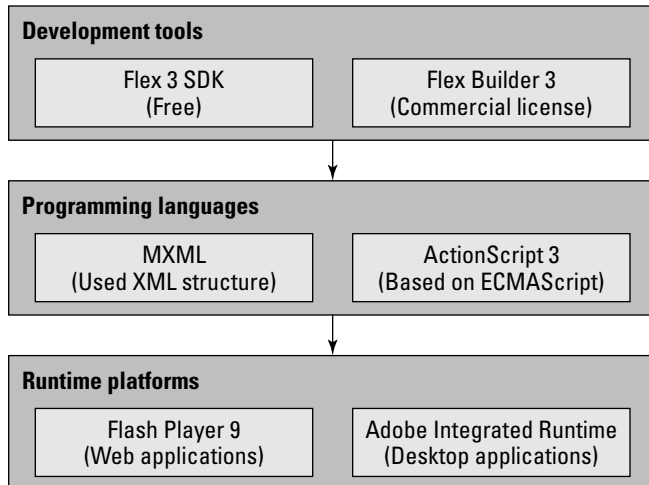 Development tools
Flex 3 SDK
(Free)
Flex Builder 3
(Commercial license)
Programming languages
MXML
(Used XML structure)
ActionScript 3
(Based on ECMAScript)
Runtime platforms
Flash Player 9
(Web applications)
Adobe Integrated Runtime
(Desktop applications)